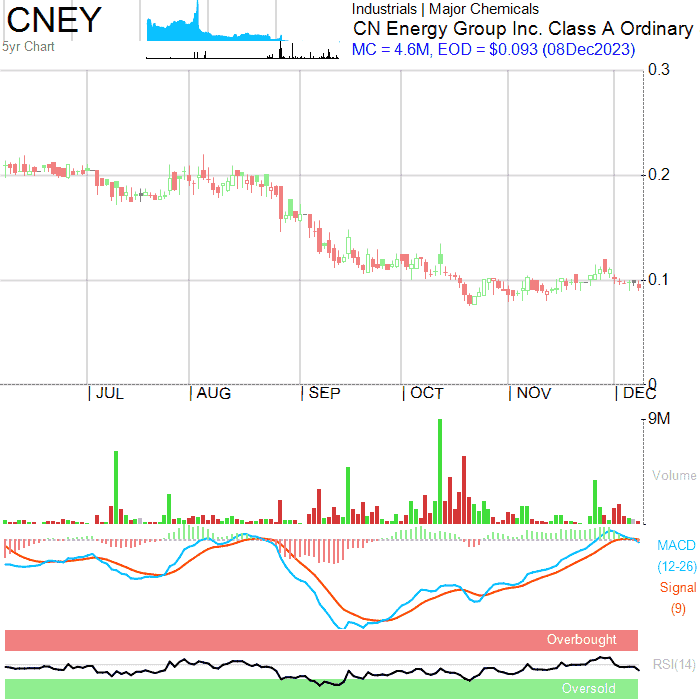 CNEY
5yr Chart
Industrials | Major Chemicals
CN Energy Group Inc. Class A Ordinary
MC = 4.6M, EOD = $0.093 (08Dec2023)
0.3
0.2
0.1
0
JUL AUG SEP OCT NOV DEC
9M
Volume
MACD
(12-26)
Signal
(9)
Overbought
RSI(14)
Oversold